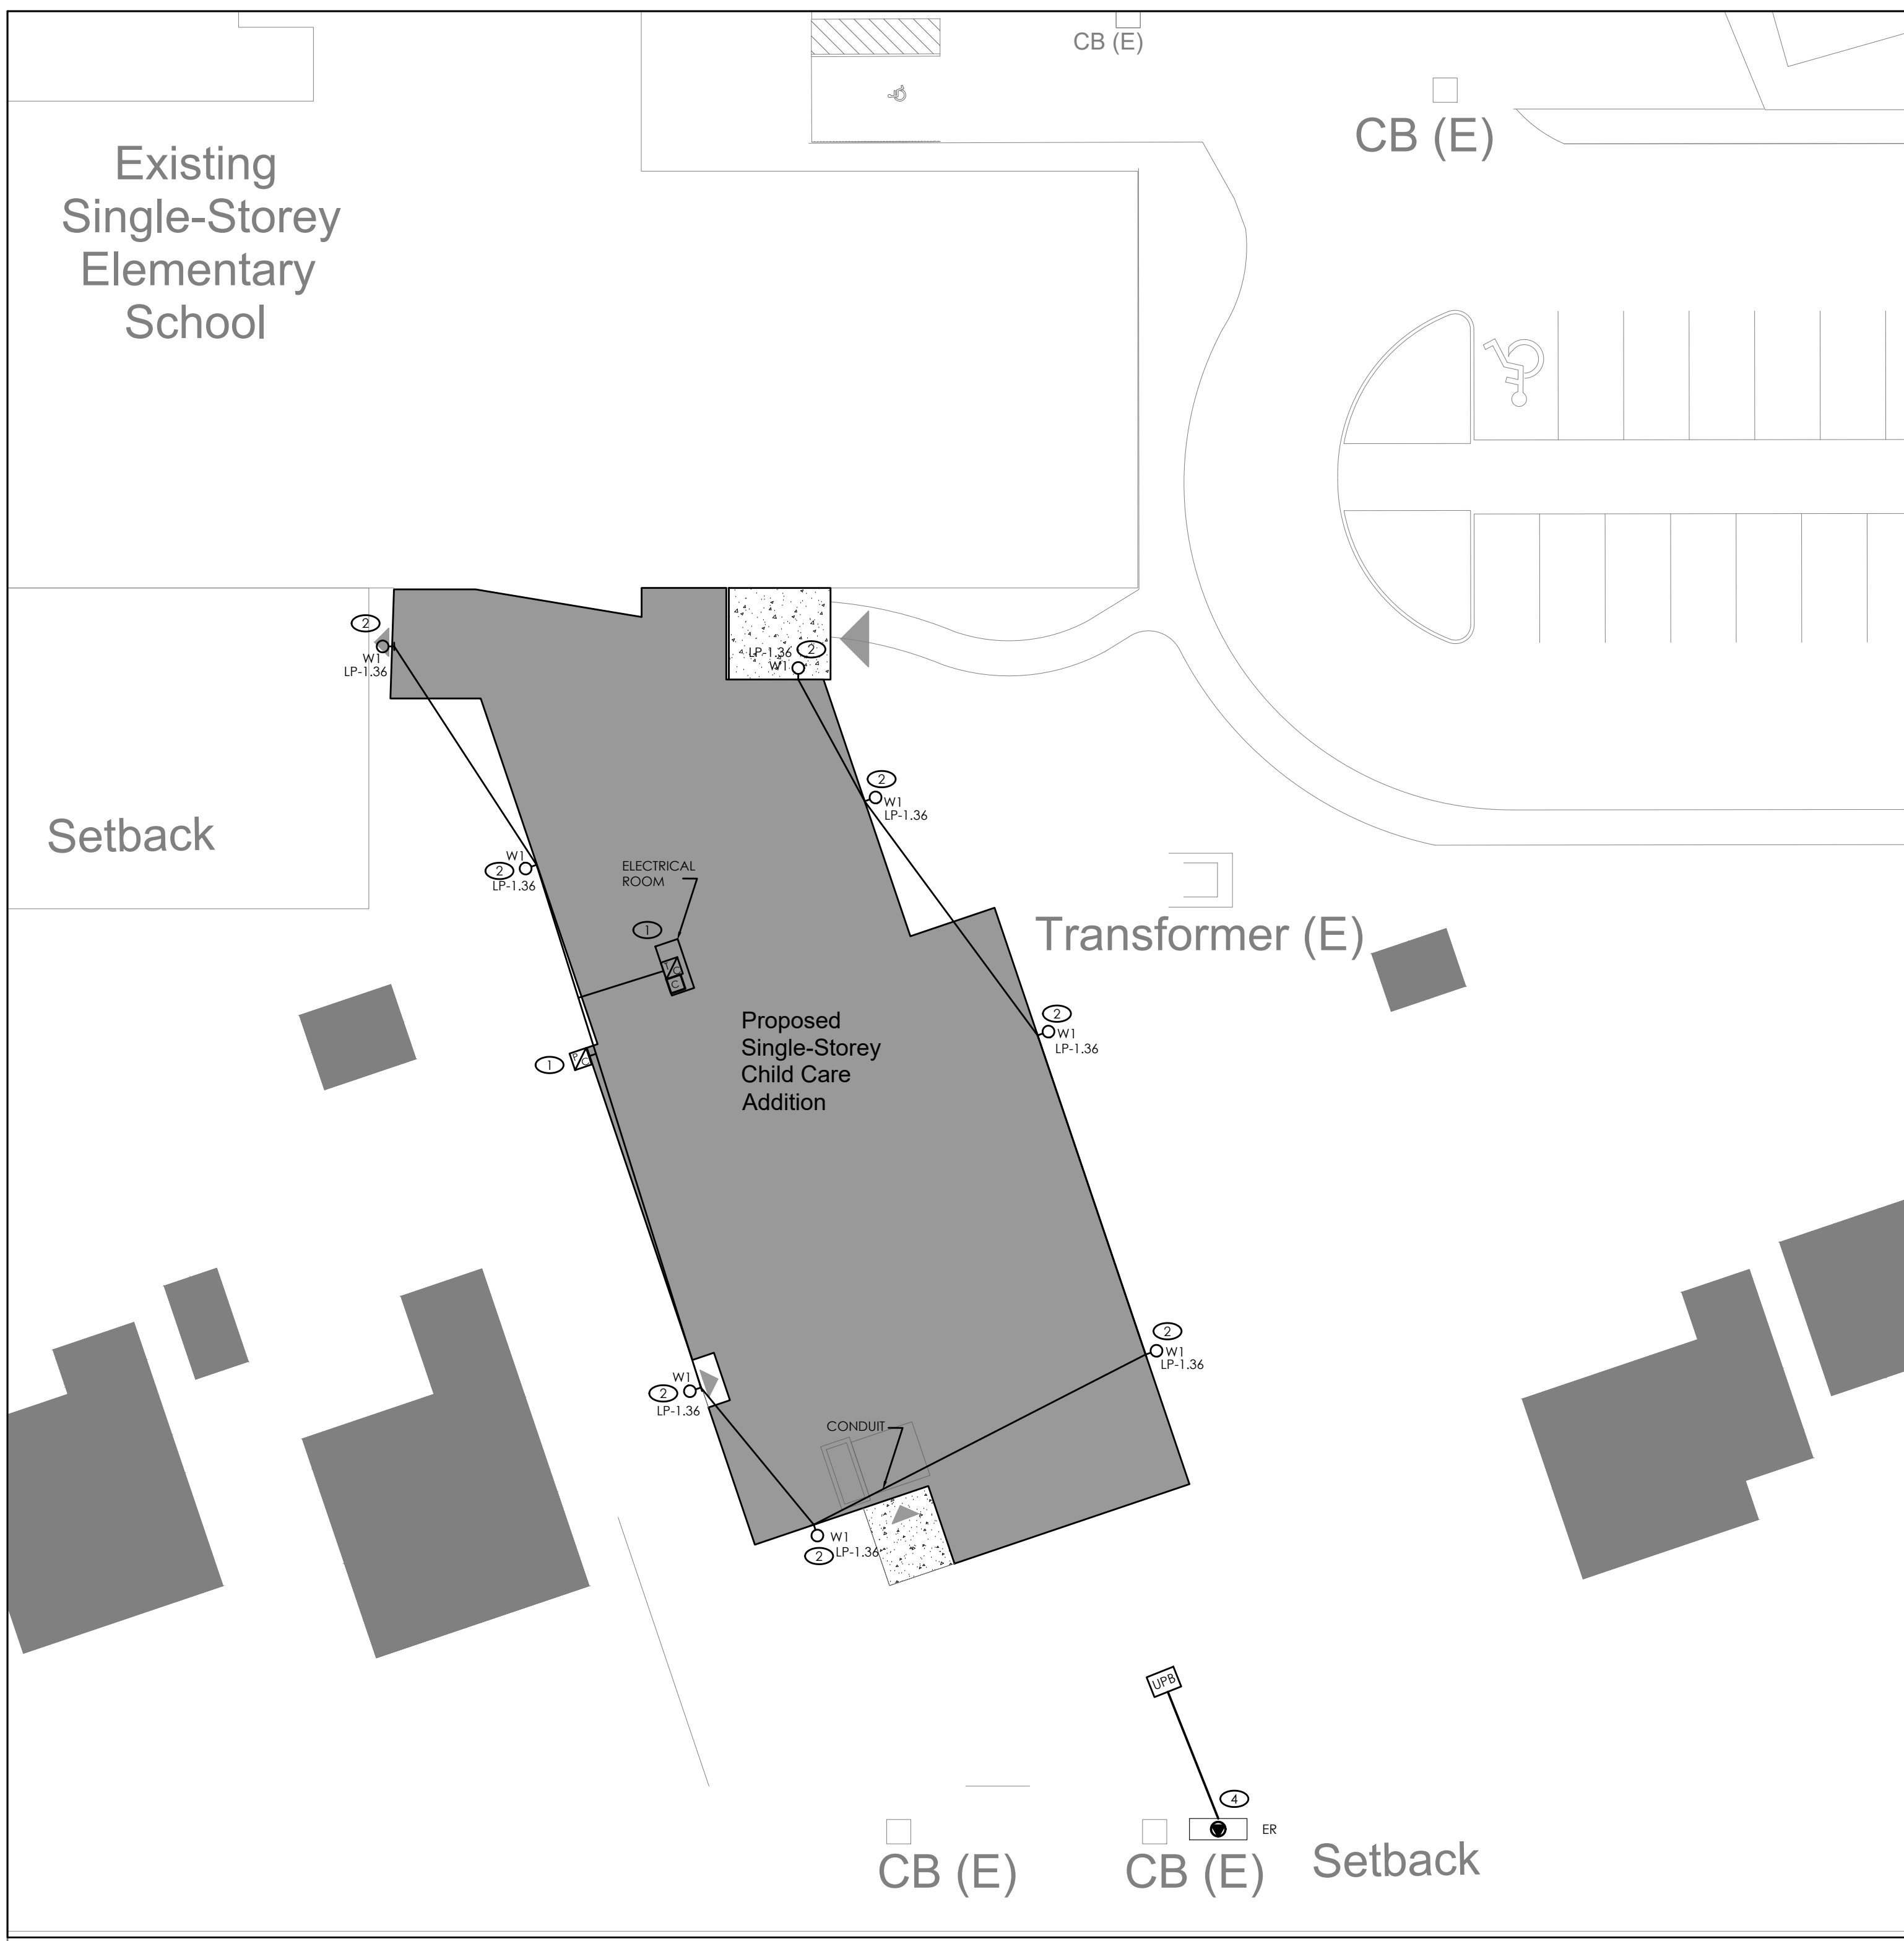 CB (E)
CB (E)
Existing
Single-Storey
Elementary
School
2
W1
LP-1.36
LP-1.36
2
W1
2
W1
LP-1.36
Setback
W1
2
LP-1.36
ELECTRICAL
ROOM
1
T
C
C
Transformer (E)
Proposed
Single-Storey
Child Care
Addition
2
W1
LP-1.36
1
P
C
2
W1
LP-1.36
W1
2
LP-1.36
CONDUIT
W1
2
LP-1.36
UPB
4
ER
CB (E)
CB (E)
Setback